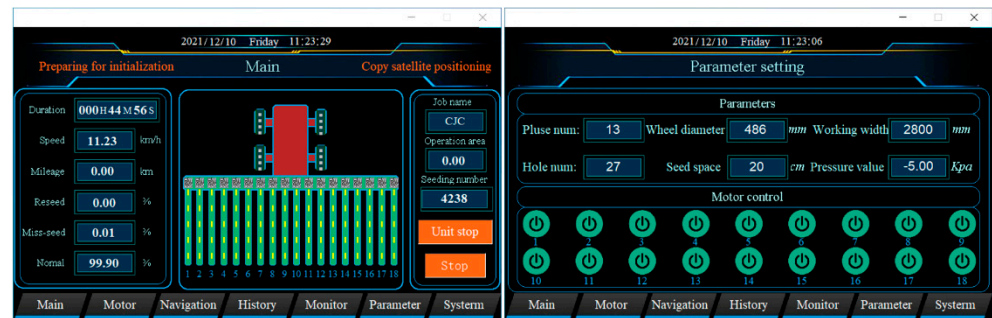 2021/12/10 Friday 11:23:29
Preparing for initialization Main Copy satellite positioning
Duration 000H44M56S
Speed 11.23 km/h
Mileage 0.00 km
Reseed 0.00 %
Miss-seed 0.01 %
Nomal 99.90 %
1 2 3 4 5 6 7 8 9 10 11 12 13 14 15 16 17 18
Job name
CJC
Operation area
0.00
Seeding number
4238
Unit stop
Stop
Main Motor Navigation History Monitor Parameter Systerm
2021/12/10 Friday 11:23:06
Parameter setting
Parameters
Pluse num: 13 Wheel diameter 486 mm Working width 2800 mm
Hole num: 27 Seed space 20 cm Pressure value -5.00 Kpa
Motor control
1 2 3 4 5 6 7 8 9
10 11 12 13 14 15 16 17 18
Main Motor Navigation History Monitor Parameter Systerm